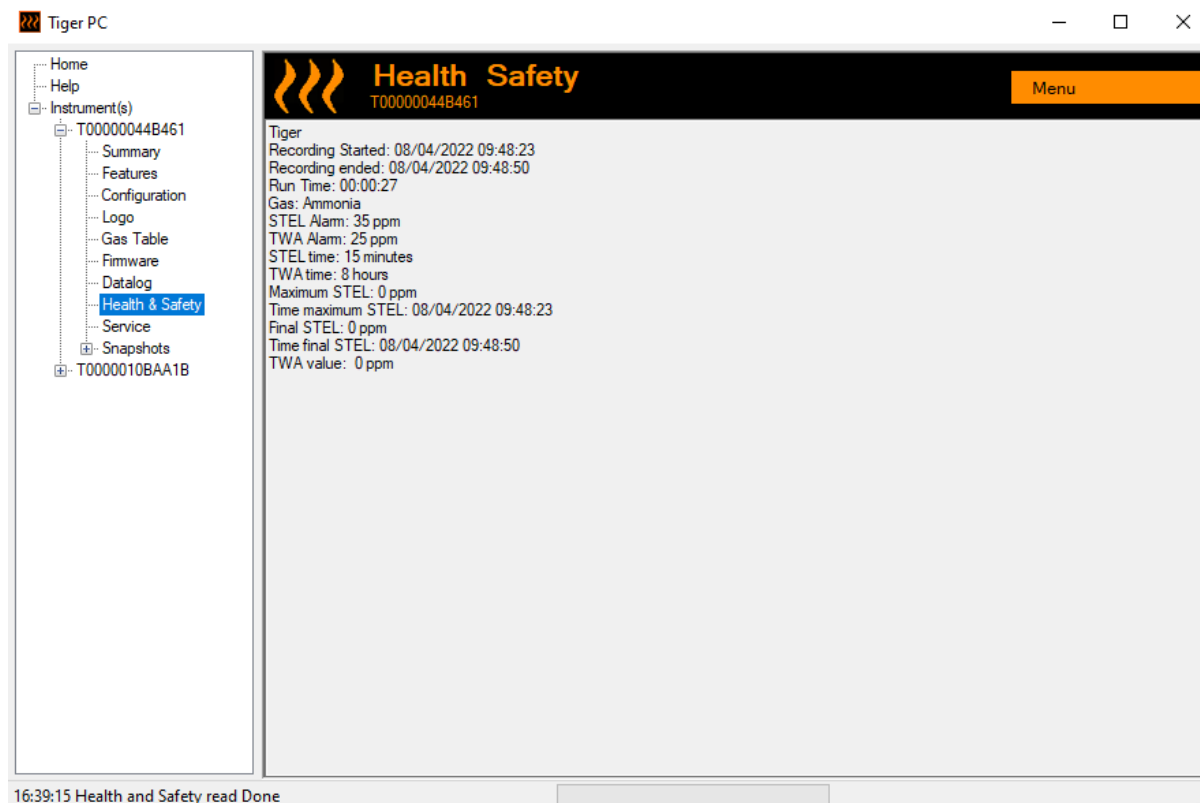 Tiger PC
Home
Help
Instrument(s)
T00000044B461
Summary
Features
Configuration
Logo
Gas Table
Firmware
Datalog
Health & Safety
Service
Snapshots
T0000010BAA1B
Health Safety
T00000044B461
Menu
Tiger
Recording Started: 08/04/2022 09:48:23
Recording ended: 08/04/2022 09:48:50
Run Time: 00:00:27
Gas: Ammonia
STEL Alarm: 35 ppm
TWA Alarm: 25 ppm
STEL time: 15 minutes
TWA time: 8 hours
Maximum STEL: 0 ppm
Time maximum STEL: 08/04/2022 09:48:23
Final STEL: 0 ppm
Time final STEL: 08/04/2022 09:48:50
TWA value:  0 ppm
16:39:15 Health and Safety read Done